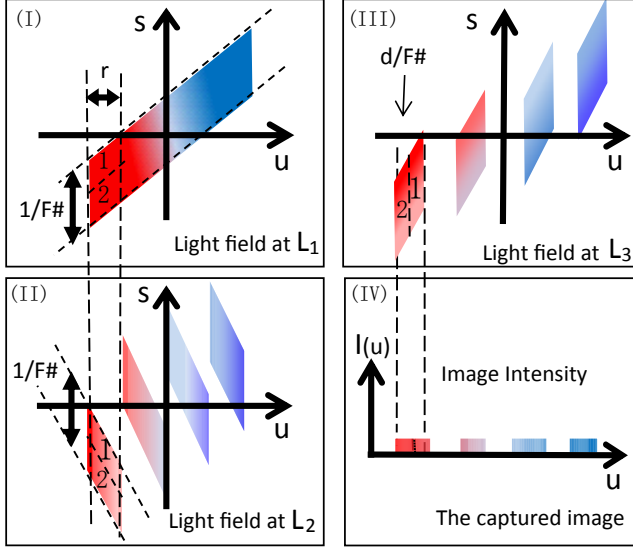 (I)
s
r
u
1
2
1/F#
Light field at L₁
(III)
s
d/F#
u
1
2
Light field at L₃
(II)
s
1/F#
u
1
2
Light field at L₂
(IV)
I(u)
Image Intensity
u
The captured image